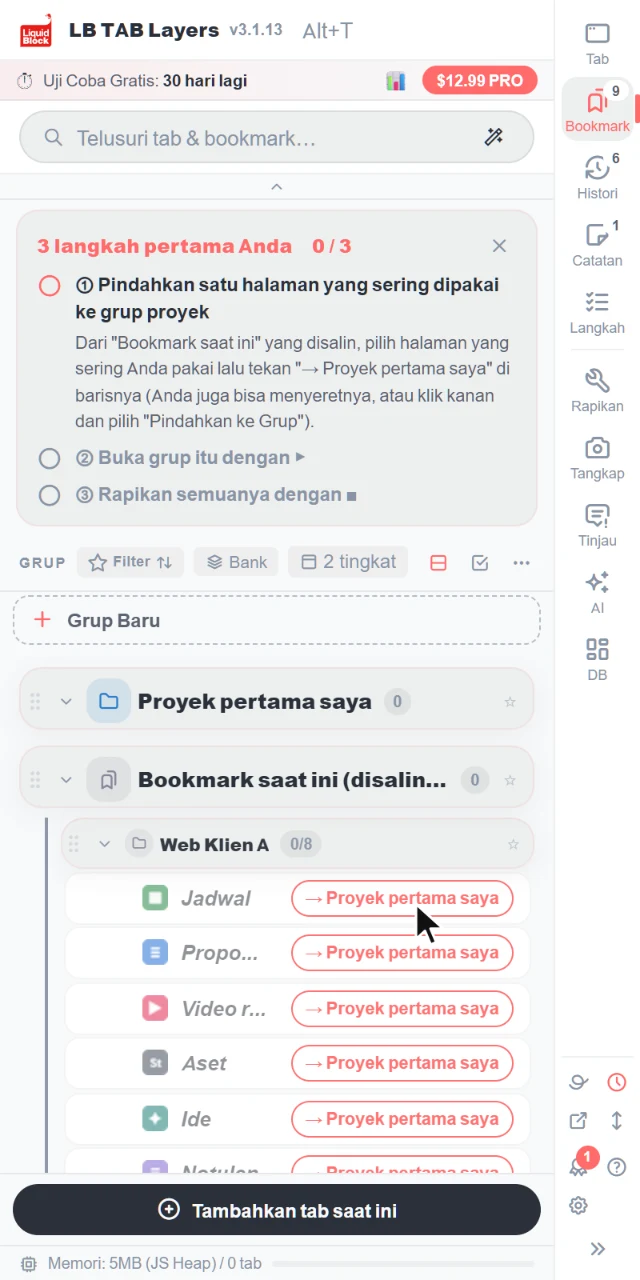 Liquid Block
LB TAB Layers v3.1.13 Alt+T
Tab
Uji Coba Gratis: 30 hari lagi
$12.99 PRO
9
Bookmark
Telusuri tab & bookmark…
6
Histori
1
Catatan
Langkah
Rapikan
Tangkap
Tinjau
AI
DB
3 langkah pertama Anda 0 / 3
① Pindahkan satu halaman yang sering dipakai
ke grup proyek
Dari "Bookmark saat ini" yang disalin, pilih halaman yang
sering Anda pakai lalu tekan "→ Proyek pertama saya" di
barisnya (Anda juga bisa menyeretnya, atau klik kanan
dan pilih "Pindahkan ke Grup").
② Buka grup itu dengan ▶
③ Rapikan semuanya dengan ■
GRUP Filter Bank 2 tingkat
+ Grup Baru
Proyek pertama saya 0
Bookmark saat ini (disalin... 0
Web Klien A 0/8
Jadwal → Proyek pertama saya
Propo... → Proyek pertama saya
Video r... → Proyek pertama saya
St Aset → Proyek pertama saya
Ide → Proyek pertama saya
Notulen → Proyek pertama saya
1
Tambahkan tab saat ini
Memori: 5MB (JS Heap) / 0 tab